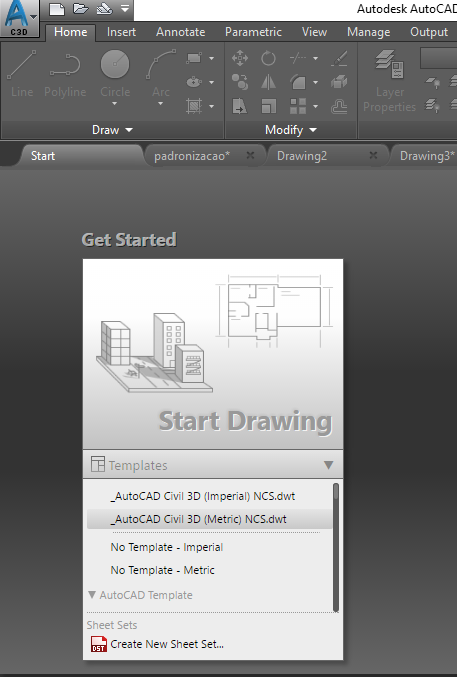 Autodesk AutoCAD
C3D
Home Insert Annotate Parametric View Manage Output
Line Polyline Circle Arc
Layer
Properties
Draw Modify
Start padronizacao* Drawing2 Drawing3*
Get Started
Start Drawing
Templates
_AutoCAD Civil 3D (Imperial) NCS.dwt
_AutoCAD Civil 3D (Metric) NCS.dwt
No Template - Imperial
No Template - Metric
AutoCAD Template
Sheet Sets
DST Create New Sheet Set...